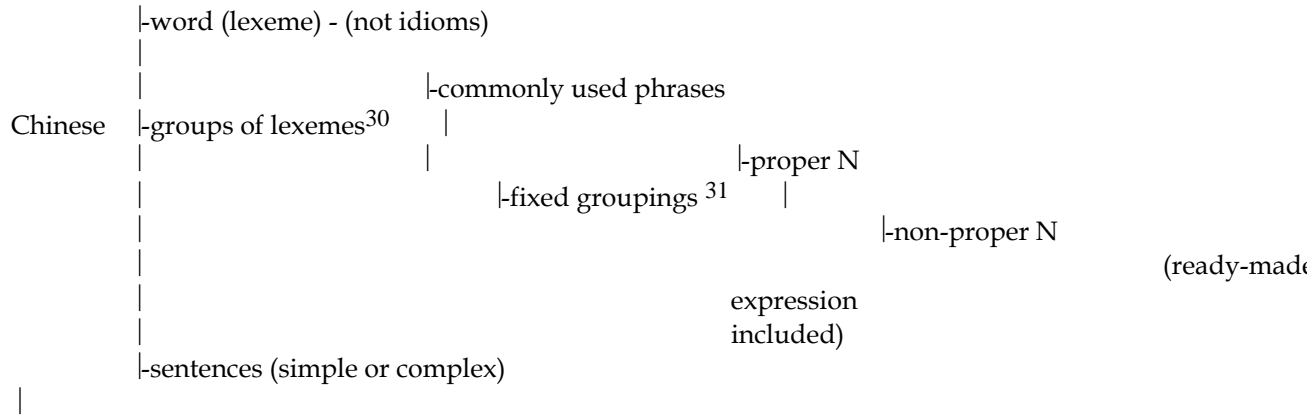 |-word (lexeme) - (not idioms)
|-commonly used phrases
Chinese |-groups of lexemes30 |
| |-proper N
|-fixed groupings 31 |
|-non-proper N
(ready-made
expression
included)
|-sentences (simple or complex)